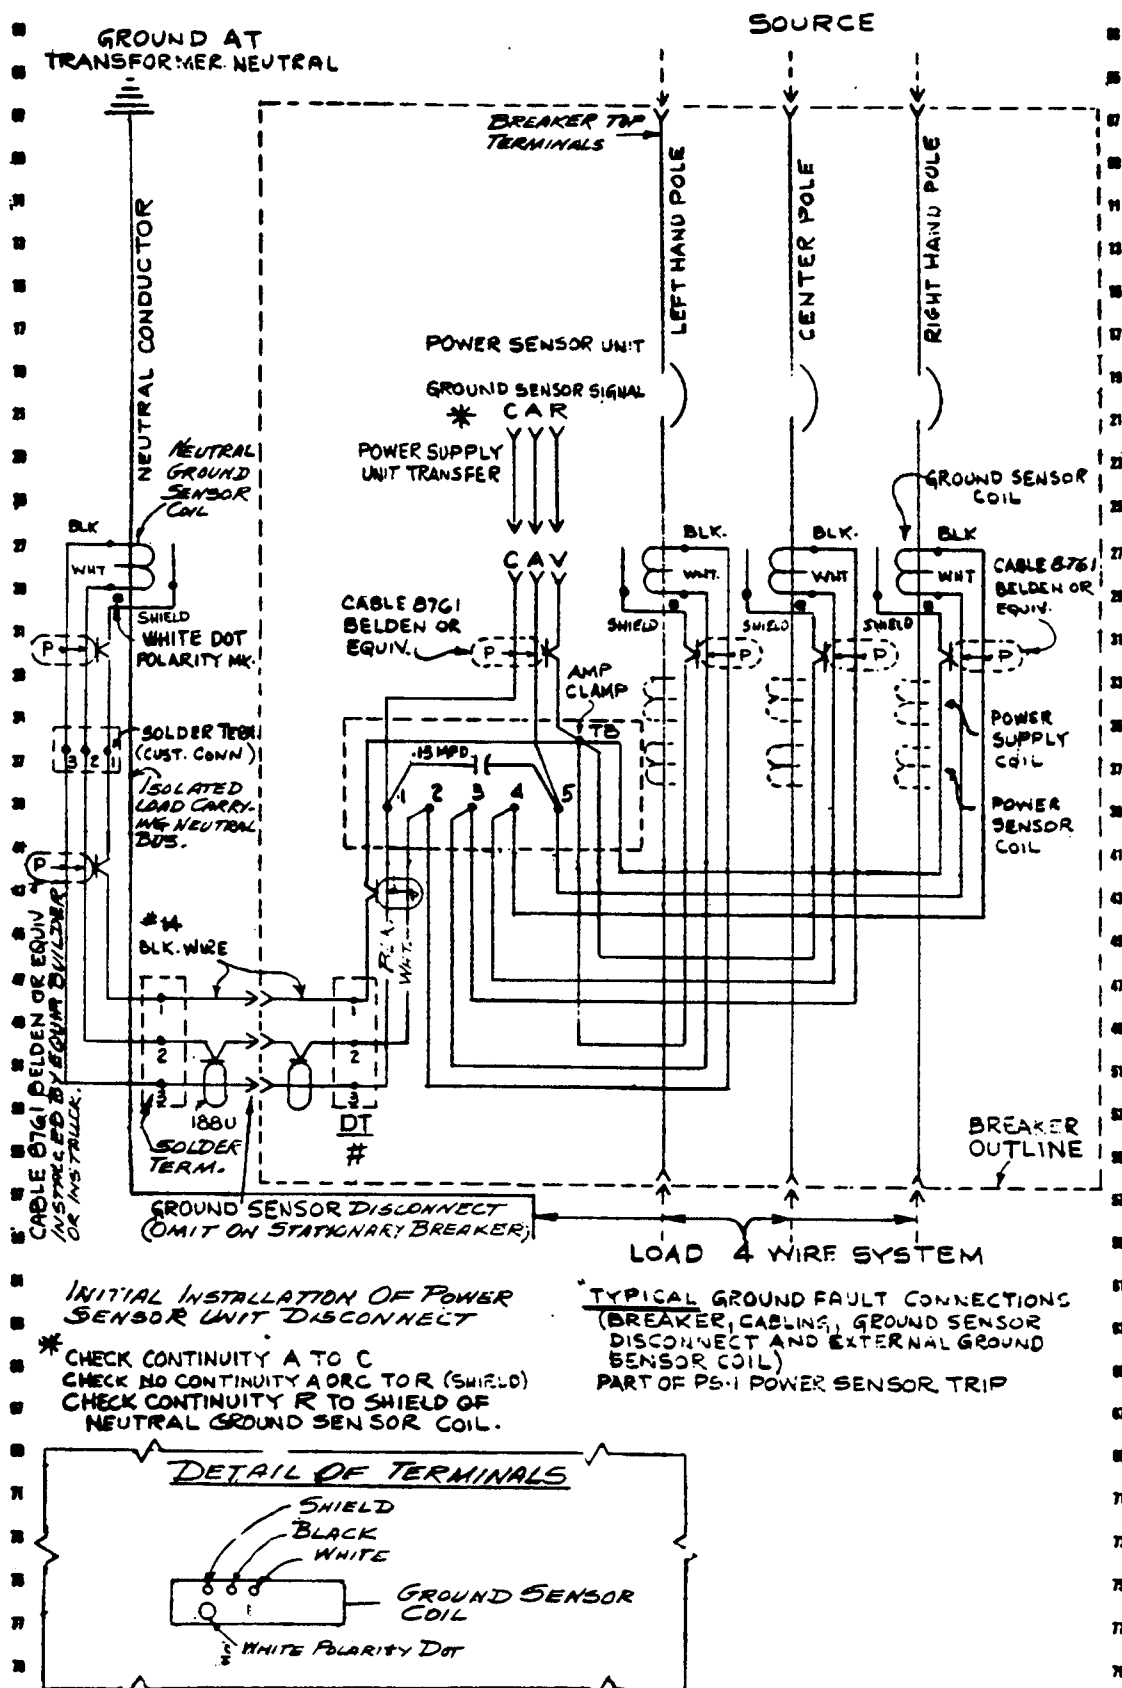 SOURCE
GROUND AT
TRANSFORMER NEUTRAL
BREAKER TOP
TERMINALS
NEUTRAL CONDUCTOR
LEFT HAND POLE
CENTER POLE
RIGHT HAND POLE
POWER SENSOR UNIT
GROUND SENSOR SIGNAL
* C A R
POWER SUPPLY
UNIT TRANSFER
C A V
NEUTRAL
GROUND
SENSOR
COIL
BLK
WHT
SHIELD
WHITE DOT
POLARITY MK.
P
CABLE 8761
BELDEN OR
EQUIV.
P
AMP
CLAMP
TB
BLK.
WHT.
SHIELD
P
BLK.
WHT
SHIELD
P
GROUND SENSOR
COIL
BLK
WHT
SHIELD
P
CABLE 8761
BELDEN OR
EQUIV.
POWER
SUPPLY
COIL
POWER
SENSOR
COIL
SOLDER TERM
(CUST. CONN)
3 2 1
ISOLATED
LOAD CARRY-
ING NEUTRAL
BUS.
.15 MFD
1 2 3 4 5
P
P
BLK.
WHT.
#14
BLK. WIRE
CABLE 8761 BELDEN OR EQUIV
INSTALLED BY EQUIP BUILDER
OR INSTRUCK.
1
2
3
188U
SOLDER
TERM.
1
2
3
DT
#
BREAKER
OUTLINE
GROUND SENSOR DISCONNECT
(OMIT ON STATIONARY BREAKER)
LOAD 4 WIRE SYSTEM
INITIAL INSTALLATION OF POWER
SENSOR UNIT DISCONNECT
* CHECK CONTINUITY A TO C
CHECK NO CONTINUITY A OR C TO R (SHIELD)
CHECK CONTINUITY R TO SHIELD OF
NEUTRAL GROUND SENSOR COIL.
TYPICAL GROUND FAULT CONNECTIONS
(BREAKER, CABLING, GROUND SENSOR
DISCONNECT AND EXTERNAL GROUND
SENSOR COIL)
PART OF PS-1 POWER SENSOR TRIP
DETAIL OF TERMINALS
SHIELD
BLACK
WHITE
GROUND SENSOR
COIL
WHITE POLARITY DOT